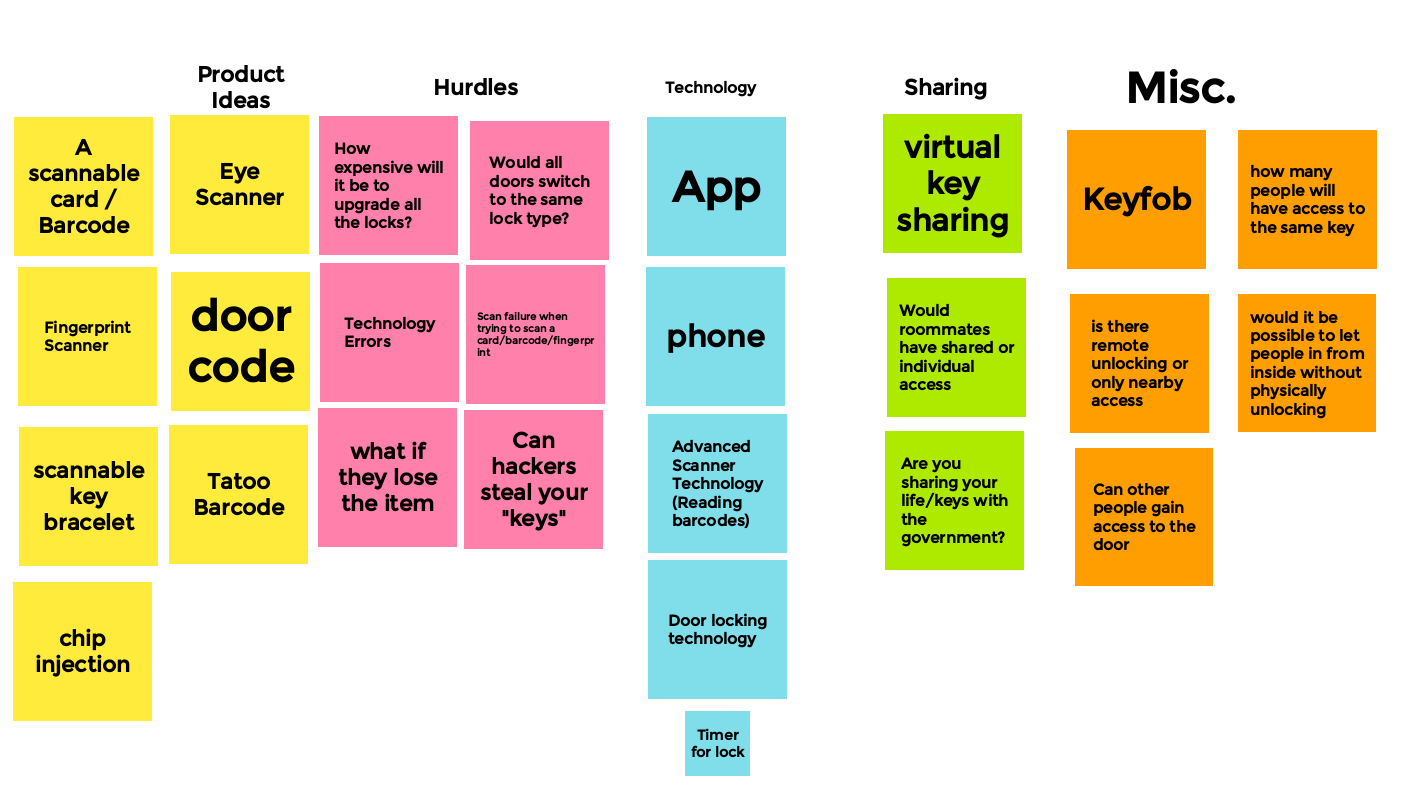 Product
Ideas
A
scannable
card /
Barcode
Eye
Scanner
Fingerprint
Scanner
door
code
scannable
key
bracelet
Tatoo
Barcode
chip
injection
Hurdles
How
expensive will
it be to
upgrade all
the locks?
Would all
doors switch
to the same
lock type?
Technology
Errors
Scan failure when
trying to scan a
card/barcode/fingerpr
int
what if
they lose
the item
Can
hackers
steal your
"keys"
Technology
App
phone
Advanced
Scanner
Technology
(Reading
barcodes)
Door locking
technology
Timer
for lock
Sharing
virtual
key
sharing
Would
roommates
have shared or
individual
access
Are you
sharing your
life/keys with
the
government?
Misc.
Keyfob
how many
people will
have access to
the same key
is there
remote
unlocking or
only nearby
access
would it be
possible to let
people in from
inside without
physically
unlocking
Can other
people gain
access to the
door